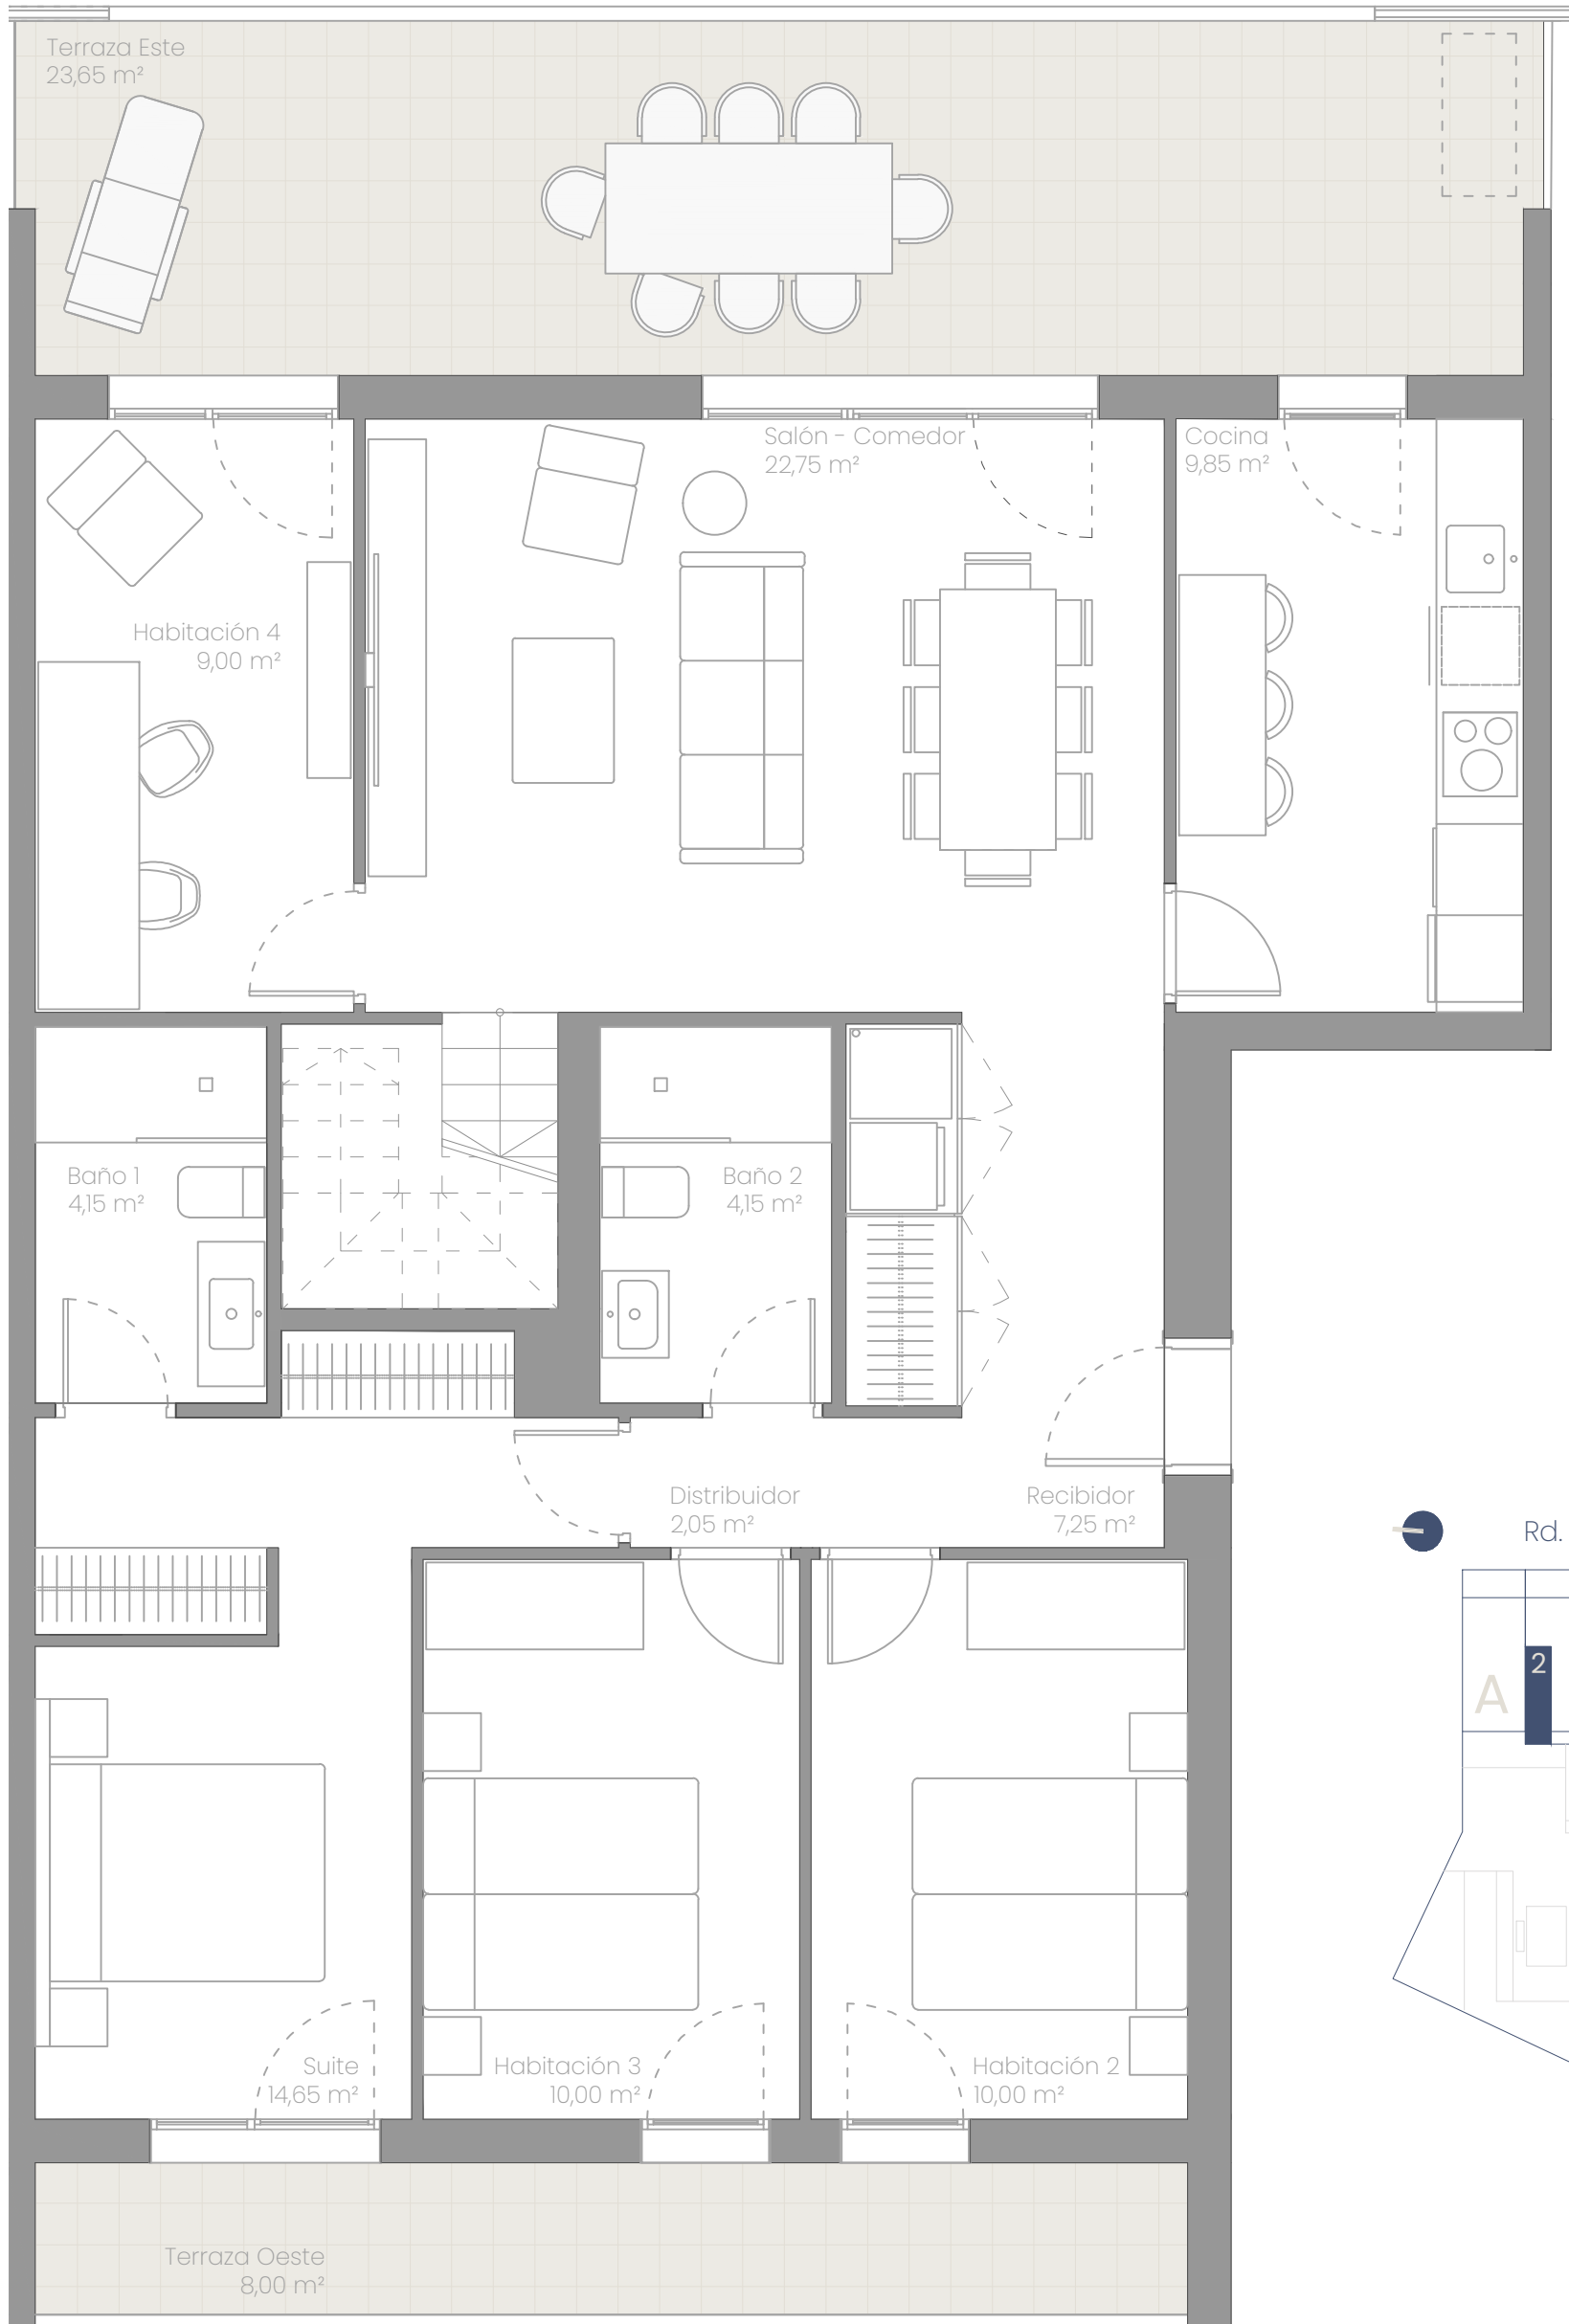 Terraza Este
23,65 m²
Salón - Comedor
22,75 m²
Cocina
9,85 m²
Habitación 4
9,00 m²
Baño 1
4,15 m²
Baño 2
4,15 m²
Distribuidor
2,05 m²
Recibidor
7,25 m²
Rd.
2
A
Suite
14,65 m²
Habitación 3
10,00 m²
Habitación 2
10,00 m²
Terraza Oeste
8,00 m²